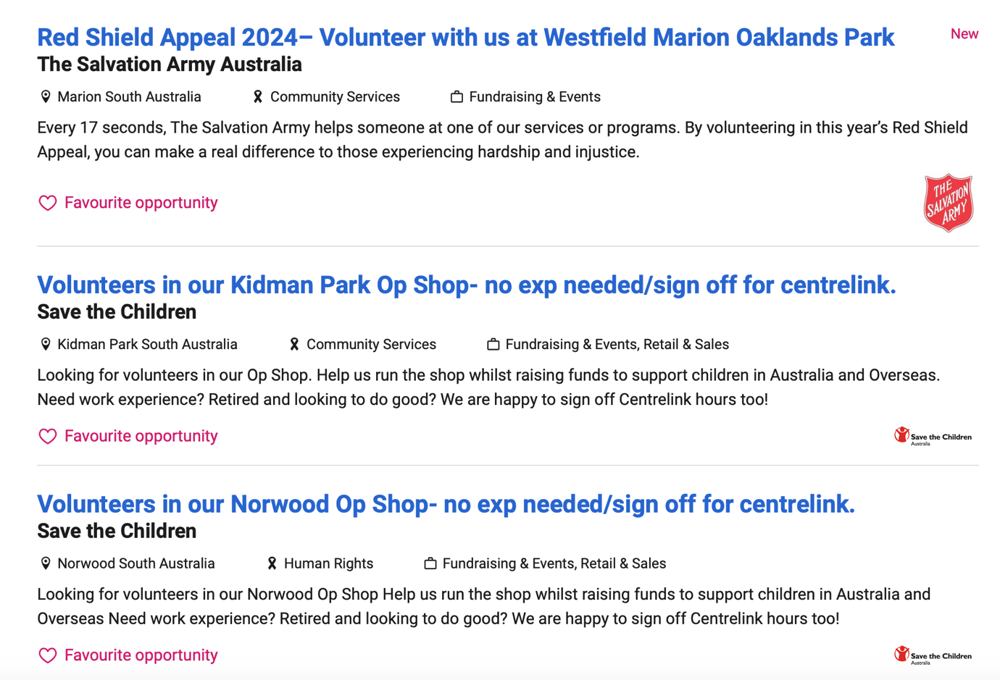 Red Shield Appeal 2024– Volunteer with us at Westfield Marion Oaklands Park
New
The Salvation Army Australia
Marion South Australia Community Services Fundraising & Events
Every 17 seconds, The Salvation Army helps someone at one of our services or programs. By volunteering in this year’s Red Shield
Appeal, you can make a real difference to those experiencing hardship and injustice.
Favourite opportunity
THE
SALVATION
ARMY
Volunteers in our Kidman Park Op Shop- no exp needed/sign off for centrelink.
Save the Children
Kidman Park South Australia Community Services Fundraising & Events, Retail & Sales
Looking for volunteers in our Op Shop. Help us run the shop whilst raising funds to support children in Australia and Overseas.
Need work experience? Retired and looking to do good? We are happy to sign off Centrelink hours too!
Favourite opportunity
Save the Children
Australia
Volunteers in our Norwood Op Shop- no exp needed/sign off for centrelink.
Save the Children
Norwood South Australia Human Rights Fundraising & Events, Retail & Sales
Looking for volunteers in our Norwood Op Shop Help us run the shop whilst raising funds to support children in Australia and
Overseas Need work experience? Retired and looking to do good? We are happy to sign off Centrelink hours too!
Favourite opportunity
Save the Children
Australia